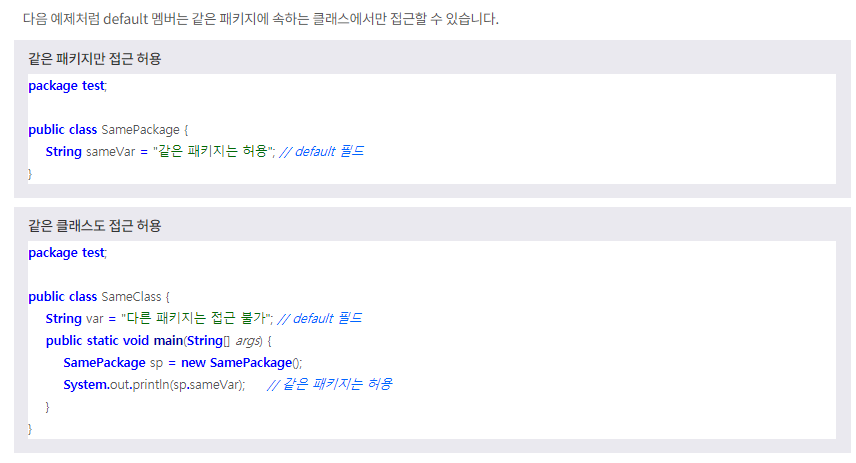 다음 예제처럼 default 멤버는 같은 패키지에 속하는 클래스에서만 접근할 수 있습니다.
같은 패키지만 접근 허용
package test;
public class SamePackage {
String sameVar = "같은 패키지는 허용"; // default 필드
}
같은 클래스도 접근 허용
package test;
public class SameClass {
String var = "다른 패키지는 접근 불가"; // default 필드
public static void main(String[] args) {
SamePackage sp = new SamePackage();
System.out.println(sp.sameVar); // 같은 패키지는 허용
}
}